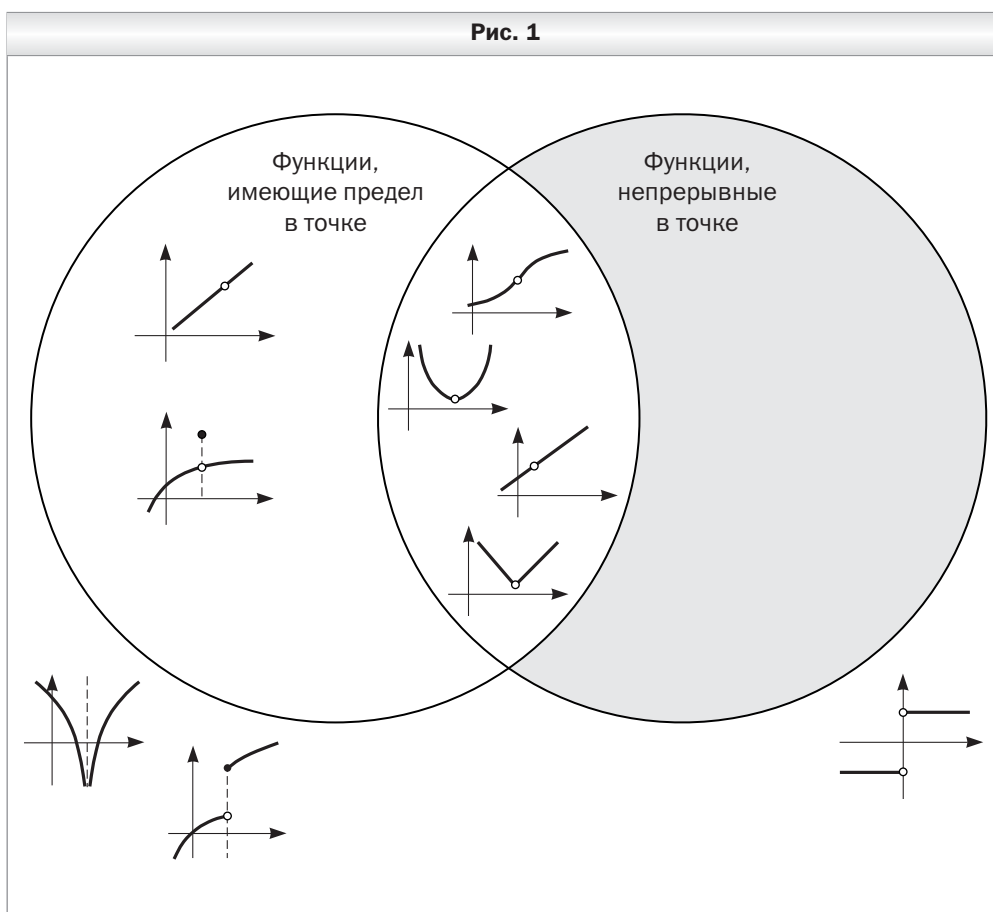 Рис. 1
Функции,
имеющие предел
в точке
Функции,
непрерывные
в точке